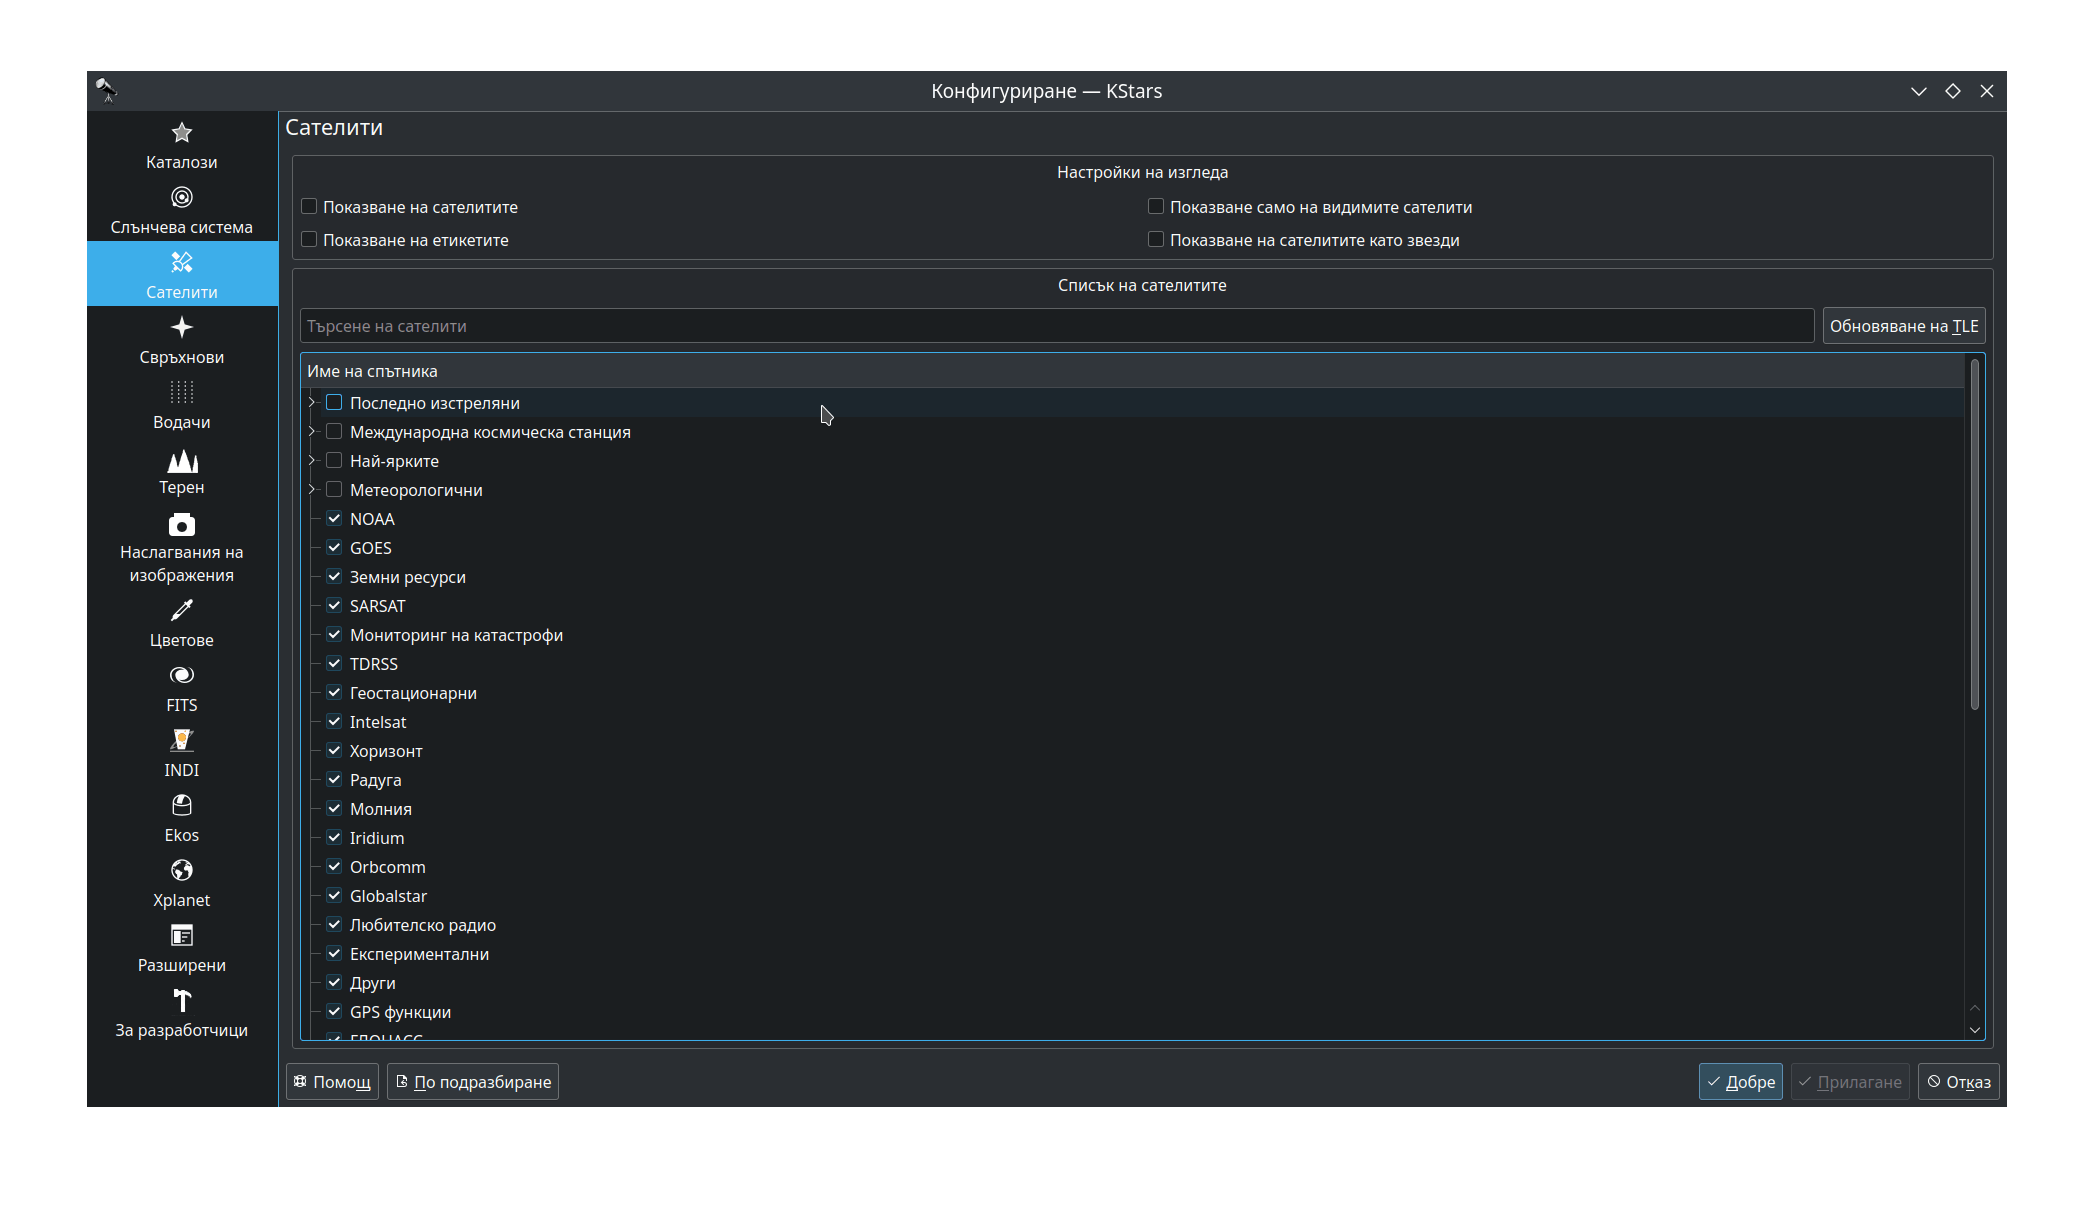 Конфигуриране — KStars
Каталози
Слънчева система
Сателити
Свръхнови
Водачи
Терен
Наслагвания на
изображения
Цветове
FITS
INDI
Ekos
Xplanet
Разширени
За разработчици
Сателити
Настройки на изгледа
Показване на сателитите
Показване само на видимите сателити
Показване на етикетите
Показване на сателитите като звезди
Списък на сателитите
Търсене на сателити
Обновяване на TLE
Име на спътника
Последно изстреляни
Международна космическа станция
Най-ярките
Метеорологични
NOAA
GOES
Земни ресурси
SARSAT
Мониторинг на катастрофи
TDRSS
Геостационарни
Intelsat
Хоризонт
Радуга
Молния
Iridium
Orbcomm
Globalstar
Любителско радио
Експериментални
Други
GPS функции
ГЛОНАСС
Помощ
По подразбиране
Добре
Прилагане
Отказ